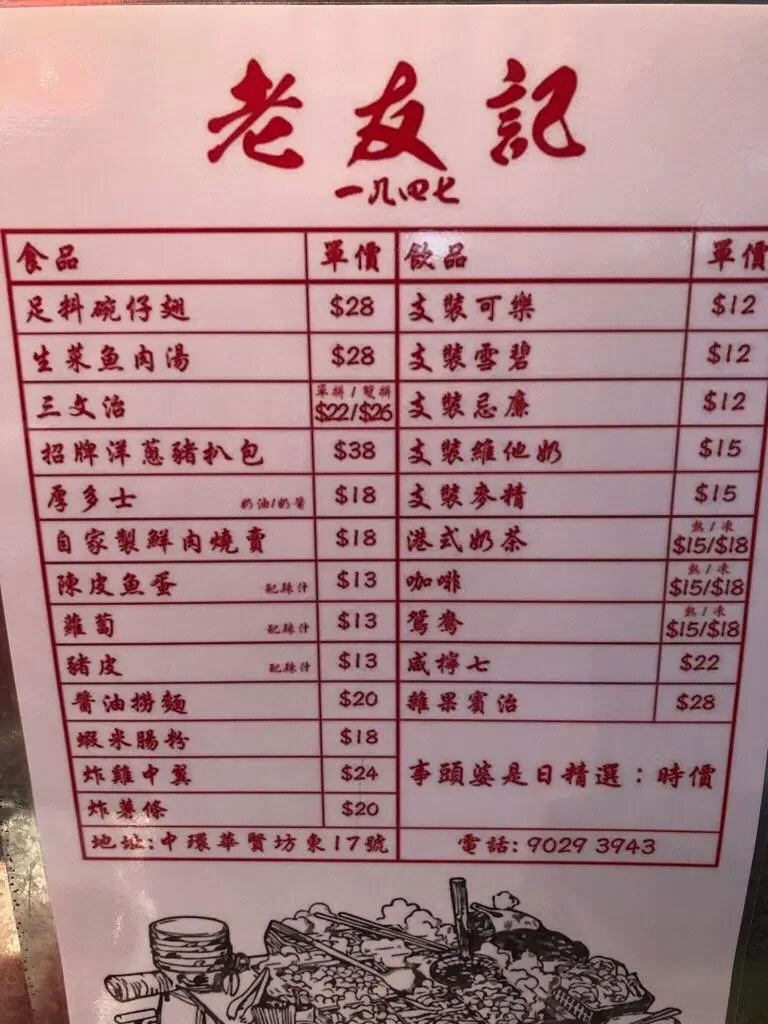 老友記
一八四七
食品 單價 飲品 單價
足料碗仔翅 $28 支裝可樂 $12
生菜魚肉湯 $28 支裝雪碧 $12
三文治 單拼/雙拼 $22/$26 支裝忌廉 $12
招牌洋蔥豬扒包 $38 支裝維他奶 $15
厚多士 奶油/奶醬 $18 支裝麥精 $15
自家製鮮肉燒賣 $18 港式奶茶 熱/凍 $15/$18
陳皮魚蛋 配辣汁 $13 咖啡 熱/凍 $15/$18
蘿蔔 配辣汁 $13 鴛鴦 熱/凍 $15/$18
豬皮 配辣汁 $13 咸檸七 $22
醬油撈麵 $20 雜果賓治 $28
蝦米腸粉 $18
炸雞中翼 $24 事頭婆是日精選：時價
炸薯條 $20
地址:中環華賢坊東17號 電話: 9029 3943